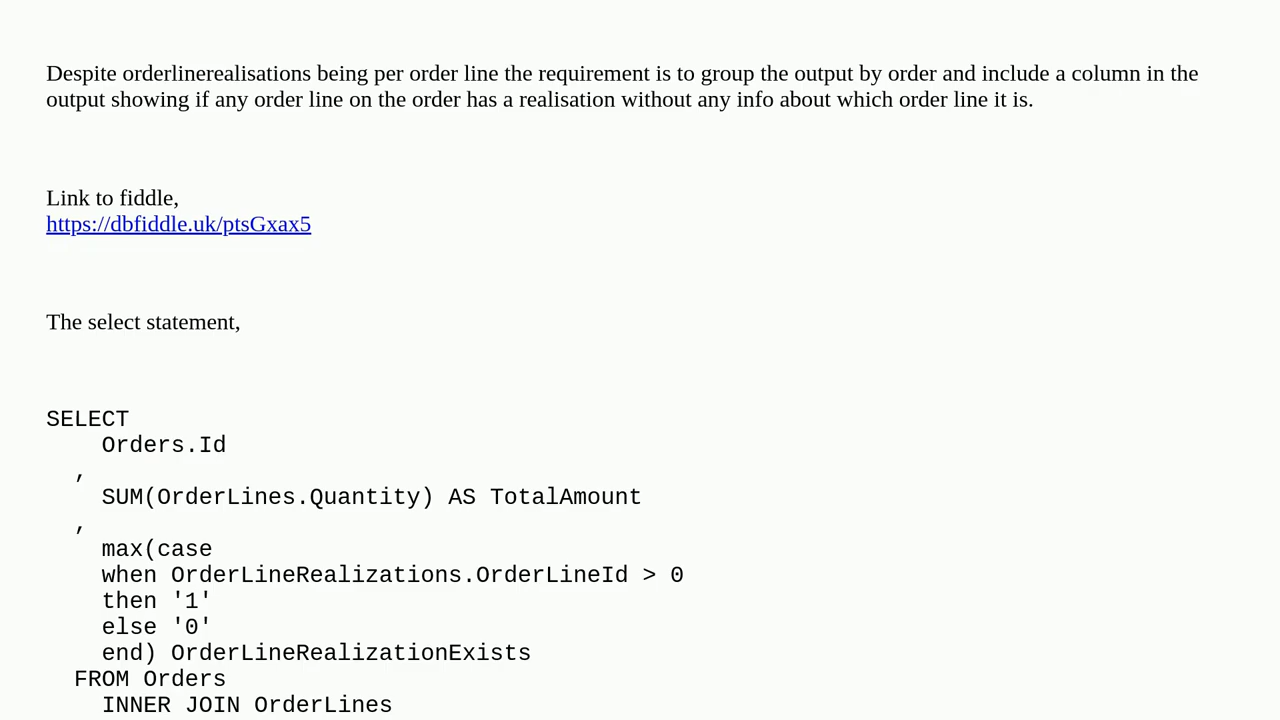 Despite orderlinerealisations being per order line the requirement is to group the output by order and include a column in the
output showing if any order line on the order has a realisation without any info about which order line it is.
Link to fiddle,
https://dbfiddle.uk/ptsGxax5
The select statement,
SELECT
    Orders.Id
  ,
    SUM(OrderLines.Quantity) AS TotalAmount
  ,
    max(case
    when OrderLineRealizations.OrderLineId > 0
    then '1'
    else '0'
    end) OrderLineRealizationExists
  FROM Orders
    INNER JOIN OrderLines